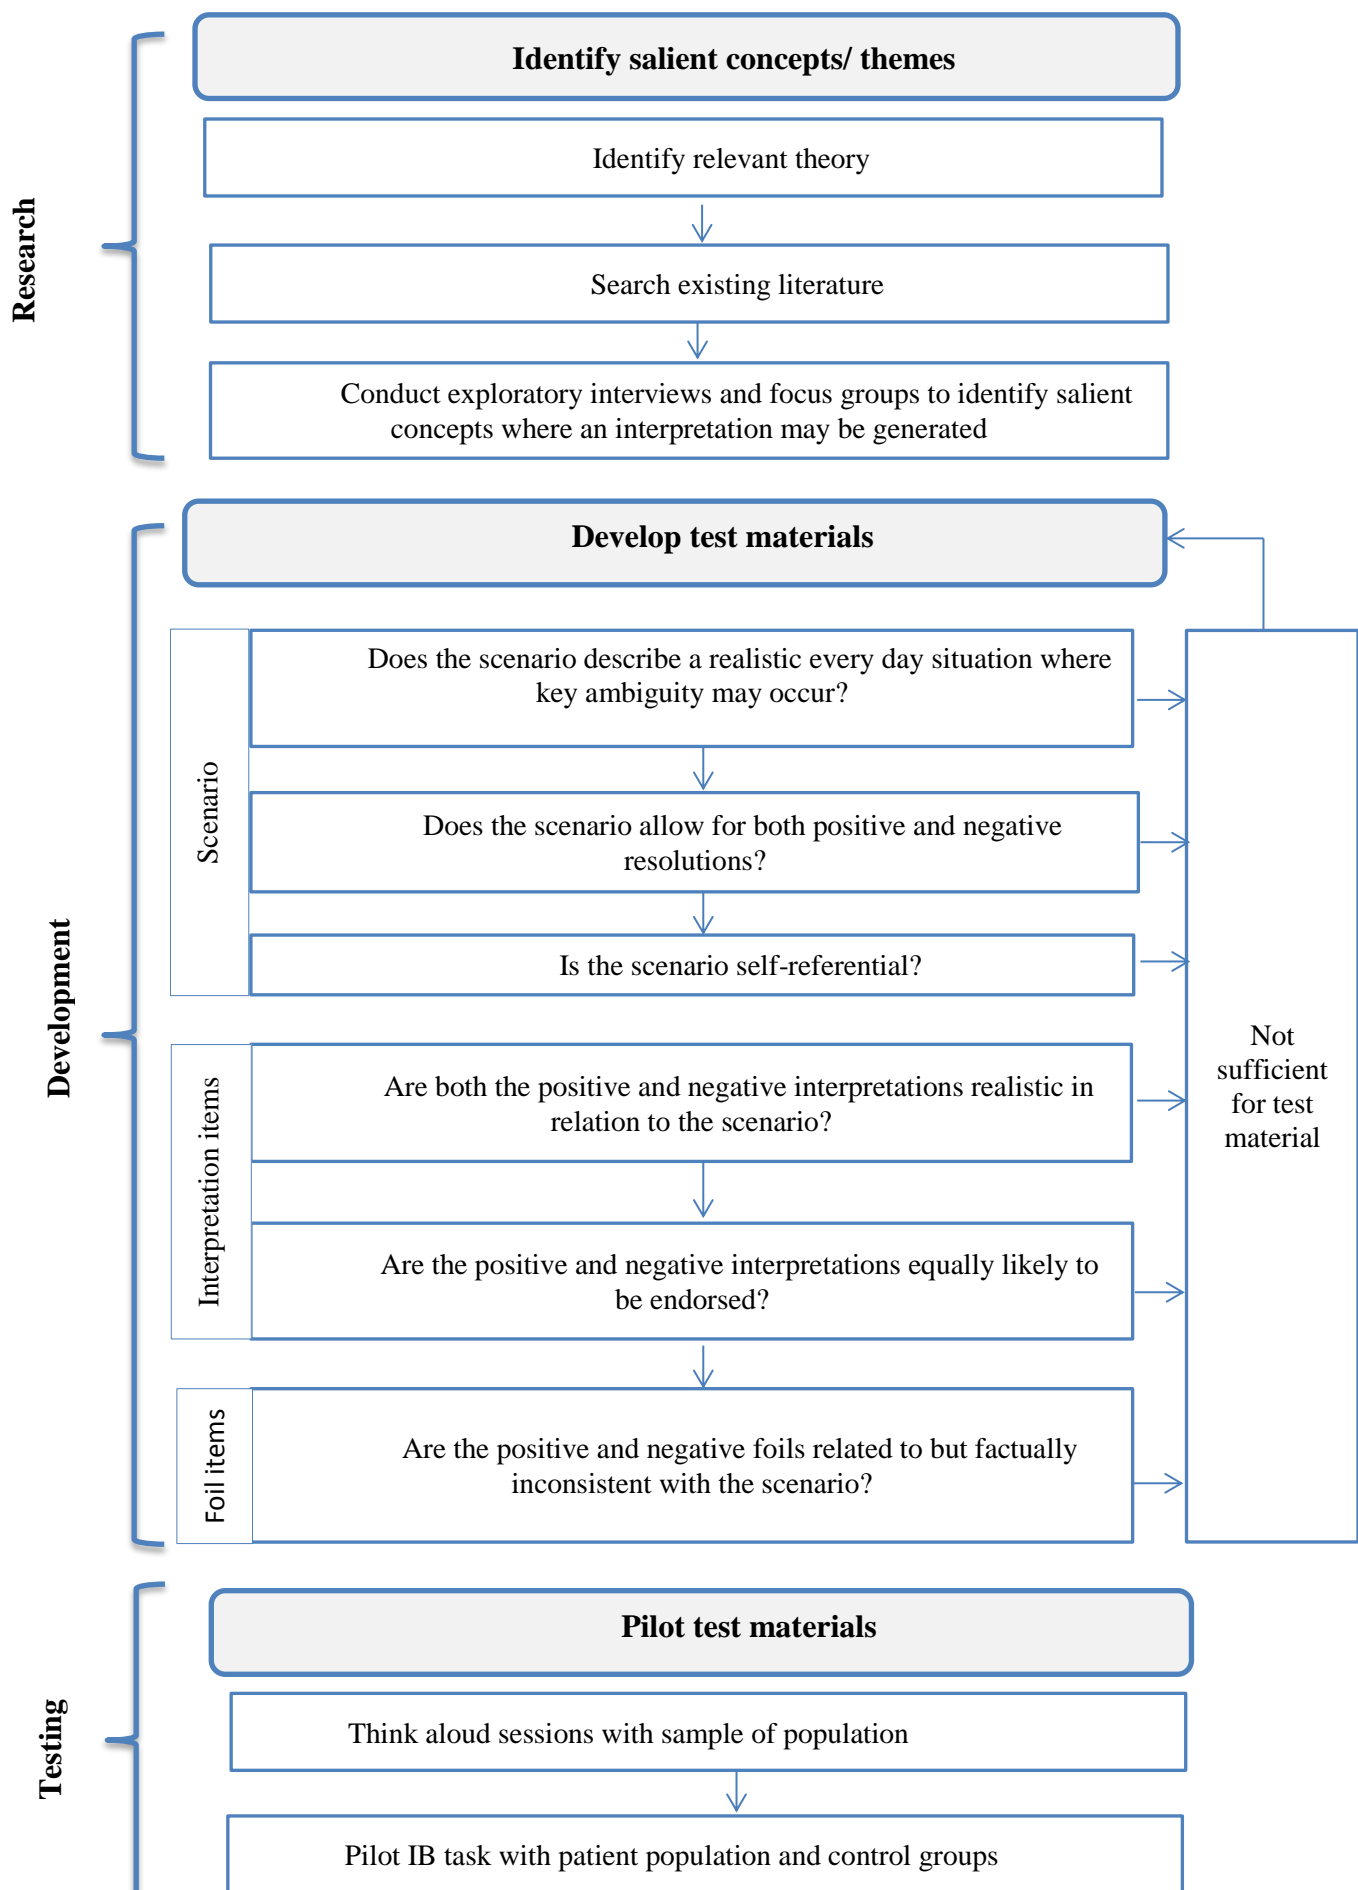 Research
Identify salient concepts/ themes
Identify relevant theory
Search existing literature
Conduct exploratory interviews and focus groups to identify salient
concepts where an interpretation may be generated
Development
Develop test materials
Scenario
Does the scenario describe a realistic every day situation where
key ambiguity may occur?
Does the scenario allow for both positive and negative
resolutions?
Is the scenario self-referential?
Interpretation items
Are both the positive and negative interpretations realistic in
relation to the scenario?
Are the positive and negative interpretations equally likely to
be endorsed?
Foil items
Are the positive and negative foils related to but factually
inconsistent with the scenario?
Not
sufficient
for test
material
Testing
Pilot test materials
Think aloud sessions with sample of population
Pilot IB task with patient population and control groups